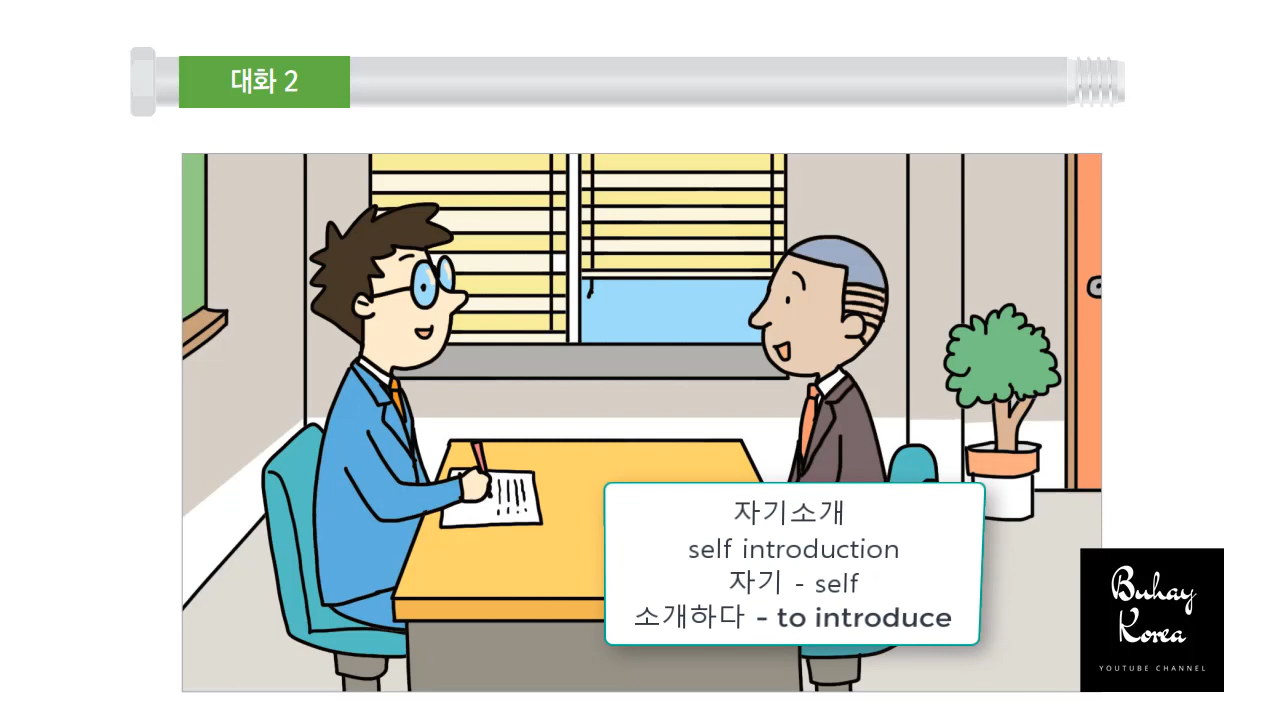 대화 2
자기소개
self introduction
자기 - self
소개하다 - to introduce
Buhay
Korea
YOUTUBE CHANNEL